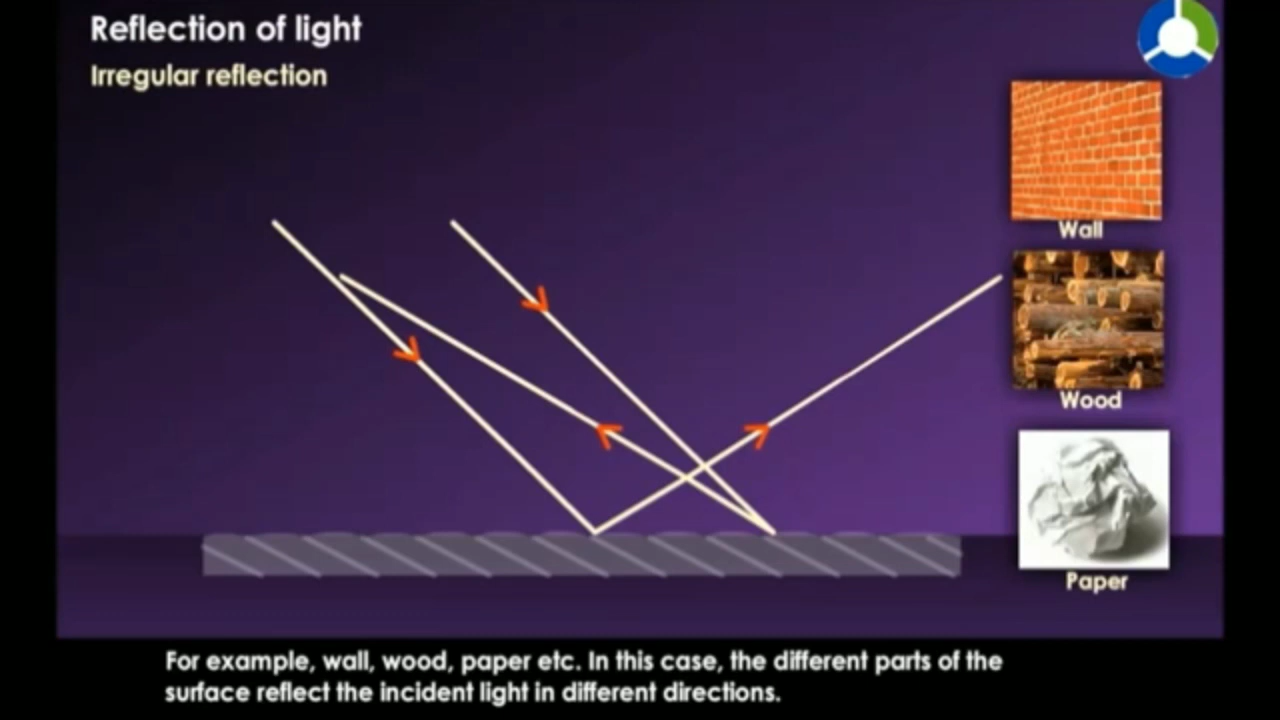 Reflection of light
Irregular reflection
Wall
Wood
Paper
For example, wall, wood, paper etc. In this case, the different parts of the
surface reflect the incident light in different directions.